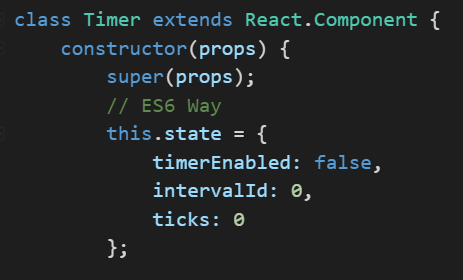 class Timer extends React.Component {
    constructor(props) {
        super(props);
        // ES6 Way
        this.state = {
            timerEnabled: false,
            intervalId: 0,
            ticks: 0
        };